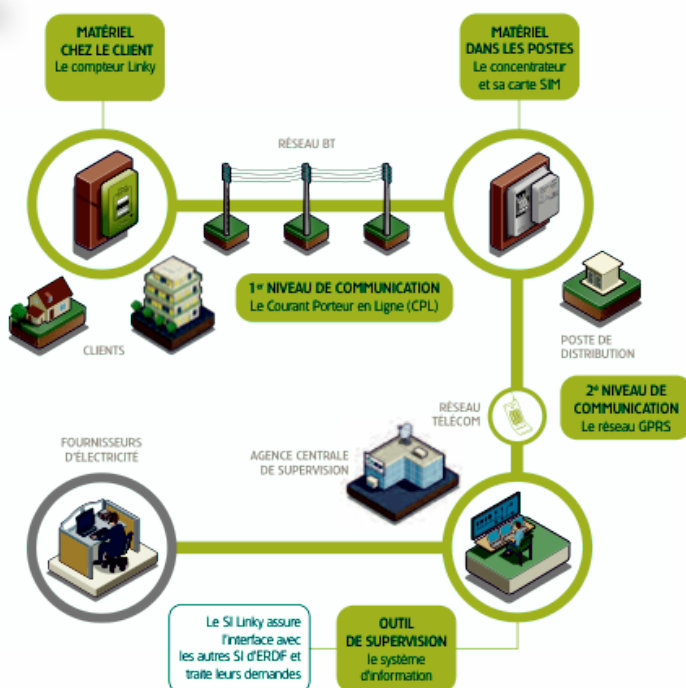 MATÉRIEL
CHEZ LE CLIENT
Le compteur Linky
MATÉRIEL
DANS LES POSTES
Le concentrateur
et sa carte SIM
RÉSEAU BT
1er NIVEAU DE COMMUNICATION
Le Courant Porteur en Ligne (CPL)
CLIENTS
POSTE DE
DISTRIBUTION
2e NIVEAU DE
COMMUNICATION
Le réseau GPRS
RÉSEAU
TÉLÉCOM
FOURNISSEURS
D'ÉLECTRICITÉ
AGENCE CENTRALE
DE SUPERVISION
Le SI Linky assure
l'interface avec
les autres SI d'ERDF et
traite leurs demandes
OUTIL
DE SUPERVISION
le système
d'information